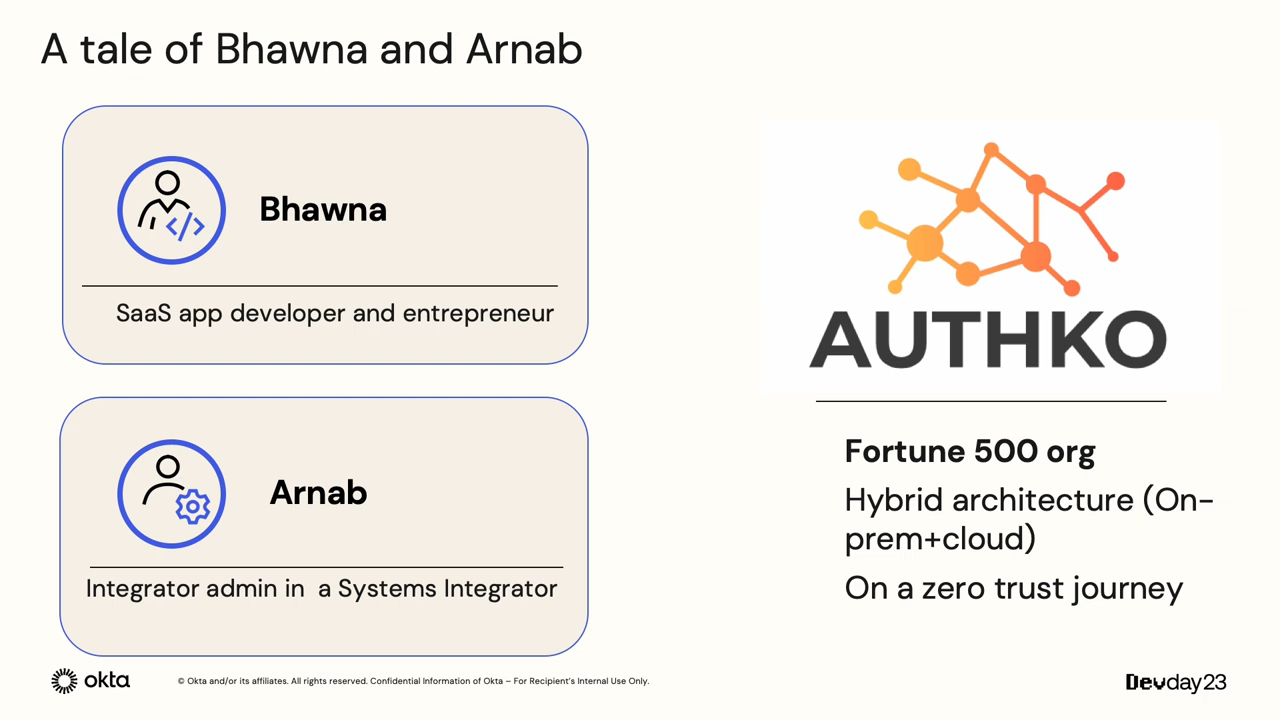 A tale of Bhawna and Arnab
Bhawna
SaaS app developer and entrepreneur
Arnab
Integrator admin in  a Systems Integrator
AUTHKO
Fortune 500 org
Hybrid architecture (On-
prem+cloud)
On a zero trust journey
okta
© Okta and/or its affiliates. All rights reserved. Confidential Information of Okta – For Recipient's Internal Use Only.
Devday23